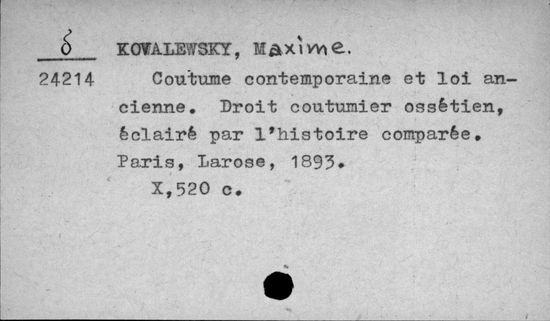 δ KOVALEWSKY, Maxime.
24214 Coutume contemporaine et loi an-
cienne. Droit coutumier ossétien,
éclairé par l'histoire comparée.
Paris, Larose, 1893.
X,520 c.